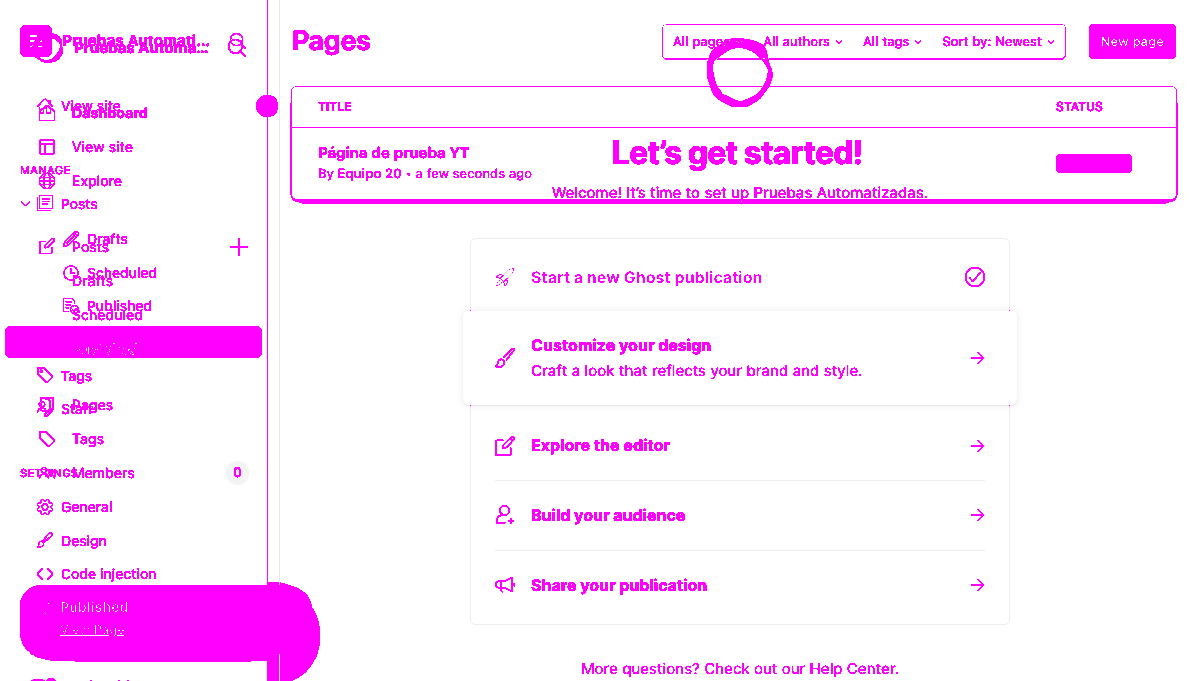 Pruebas Automati...
Pruebas Automa...
View site
Dashboard
View site
MANAGE
Explore
Posts
Drafts
Posts
Scheduled
Drafts
Published
Scheduled
Tags
Pages
Staff
Tags
SETTINGS
Members
0
General
Design
Code injection
Published
View Page
Pages
All pages
All authors
All tags
Sort by: Newest
New page
TITLE
STATUS
Página de prueba YT
By Equipo 20 • a few seconds ago
Let's get started!
Welcome! It's time to set up Pruebas Automatizadas.
Start a new Ghost publication
Customize your design
Craft a look that reflects your brand and style.
Explore the editor
Build your audience
Share your publication
More questions? Check out our Help Center.